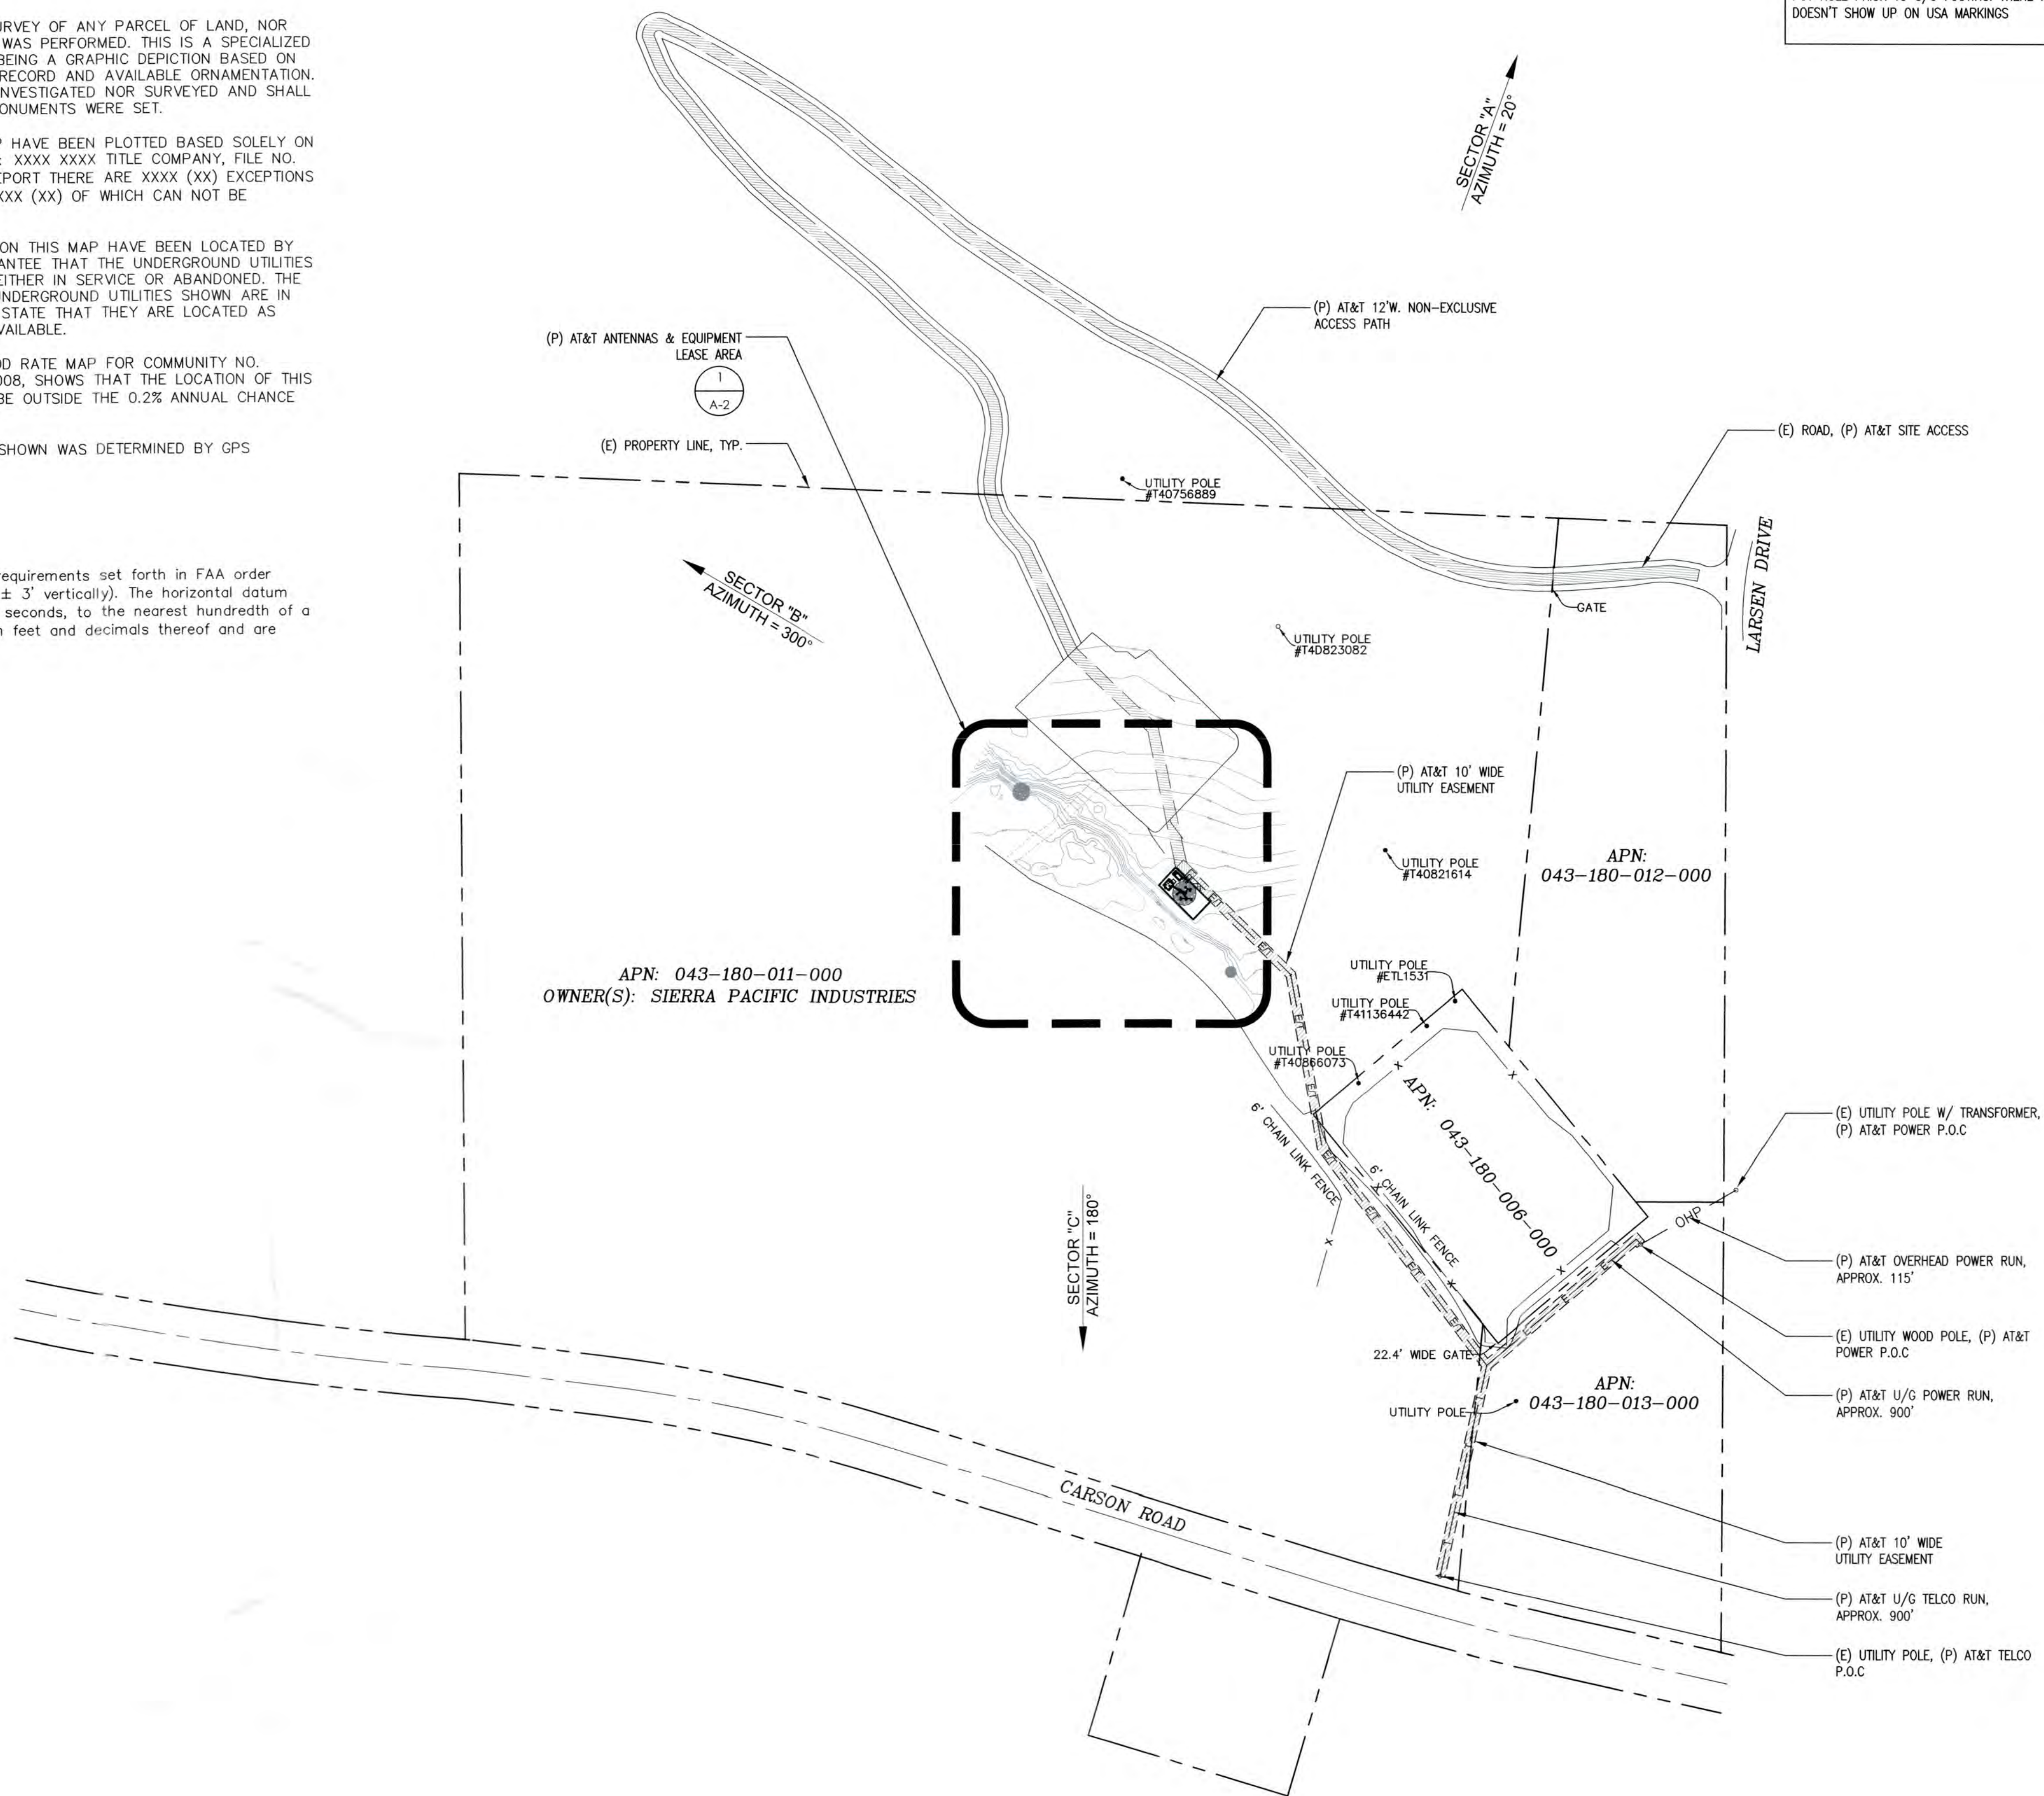 URVEY OF ANY PARCEL OF LAND, NOR
WAS PERFORMED. THIS IS A SPECIALIZED
BEING A GRAPHIC DEPICTION BASED ON
RECORD AND AVAILABLE ORNAMENTATION.
NVESTIGATED NOR SURVEYED AND SHALL
ONUMENTS WERE SET.
P HAVE BEEN PLOTTED BASED SOLELY ON
: XXXX XXXX TITLE COMPANY, FILE NO.
EPORT THERE ARE XXXX (XX) EXCEPTIONS
XXX (XX) OF WHICH CAN NOT BE
ON THIS MAP HAVE BEEN LOCATED BY
ANTEE THAT THE UNDERGROUND UTILITIES
EITHER IN SERVICE OR ABANDONED. THE
UNDERGROUND UTILITIES SHOWN ARE IN
STATE THAT THEY ARE LOCATED AS
VAILABLE.
OD RATE MAP FOR COMMUNITY NO.
008, SHOWS THAT THE LOCATION OF THIS
BE OUTSIDE THE 0.2% ANNUAL CHANCE
SHOWN WAS DETERMINED BY GPS
requirements set forth in FAA order
± 3' vertically). The horizontal datum
seconds, to the nearest hundredth of a
n feet and decimals thereof and are
DOESN'T SHOW UP ON USA MARKINGS
SECTOR "A"
AZIMUTH = 20°
(P) AT&T 12'W. NON-EXCLUSIVE
ACCESS PATH
(P) AT&T ANTENNAS & EQUIPMENT
LEASE AREA
1
A-2
(E) PROPERTY LINE, TYP.
(E) ROAD, (P) AT&T SITE ACCESS
UTILITY POLE
#T40756889
LARSEN DRIVE
SECTOR "B"
AZIMUTH = 300°
GATE
UTILITY POLE
#T4D823082
(P) AT&T 10' WIDE
UTILITY EASEMENT
UTILITY POLE
#T40821614
APN:
043-180-012-000
E/T
E/T
APN: 043-180-011-000
OWNER(S): SIERRA PACIFIC INDUSTRIES
UTILITY POLE
#ETL1531
UTILITY POLE
#T41136442
UTILITY POLE
#T40866073
E/T
E/T
X
X
APN: 043-180-006-000
6' CHAIN LINK FENCE
6' CHAIN LINK FENCE
E/T
X
E/T
X
E/T
X
E/T
X
E
E
OHP
(E) UTILITY POLE W/ TRANSFORMER,
(P) AT&T POWER P.O.C
(P) AT&T OVERHEAD POWER RUN,
APPROX. 115'
(E) UTILITY WOOD POLE, (P) AT&T
POWER P.O.C
(P) AT&T U/G POWER RUN,
APPROX. 900'
SECTOR "C"
AZIMUTH = 180°
22.4' WIDE GATE
APN:
043-180-013-000
UTILITY POLE
CARSON ROAD
(P) AT&T 10' WIDE
UTILITY EASEMENT
(P) AT&T U/G TELCO RUN,
APPROX. 900'
(E) UTILITY POLE, (P) AT&T TELCO
P.O.C